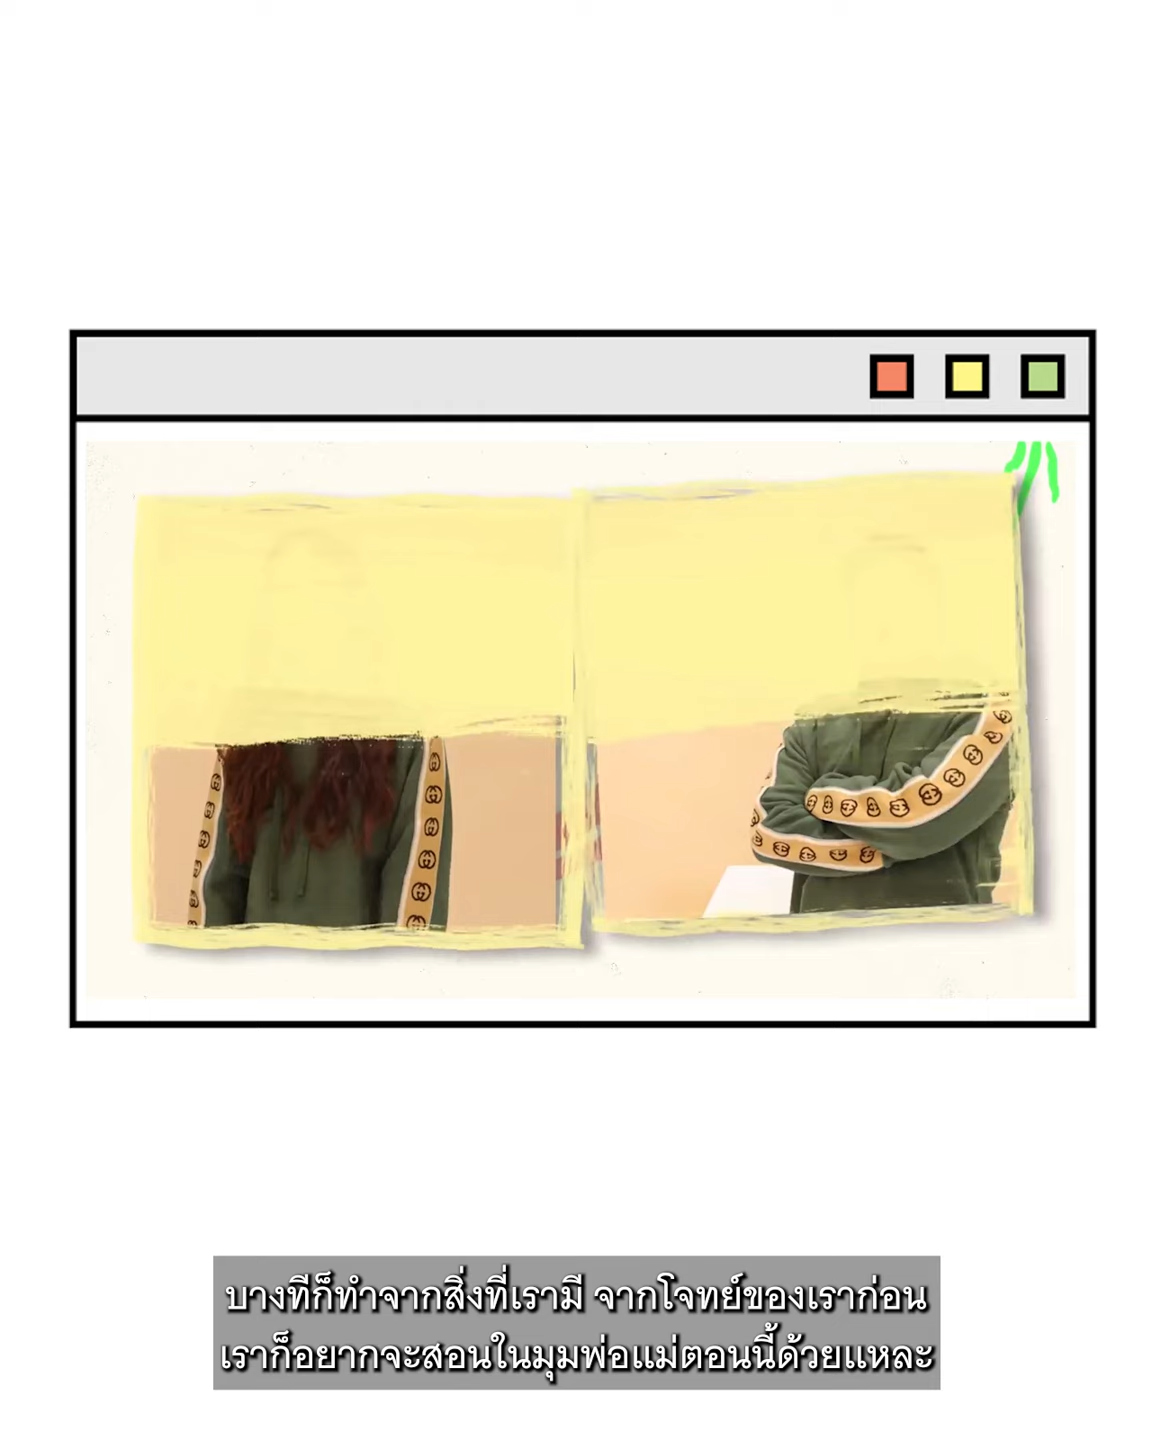 บางทีก็ทำจากสิ่งที่เรามี จากโจทย์ของเราก่อน
เราก็อยากจะสอนในมุมพ่อแม่ตอนนี้ด้วยแหละ